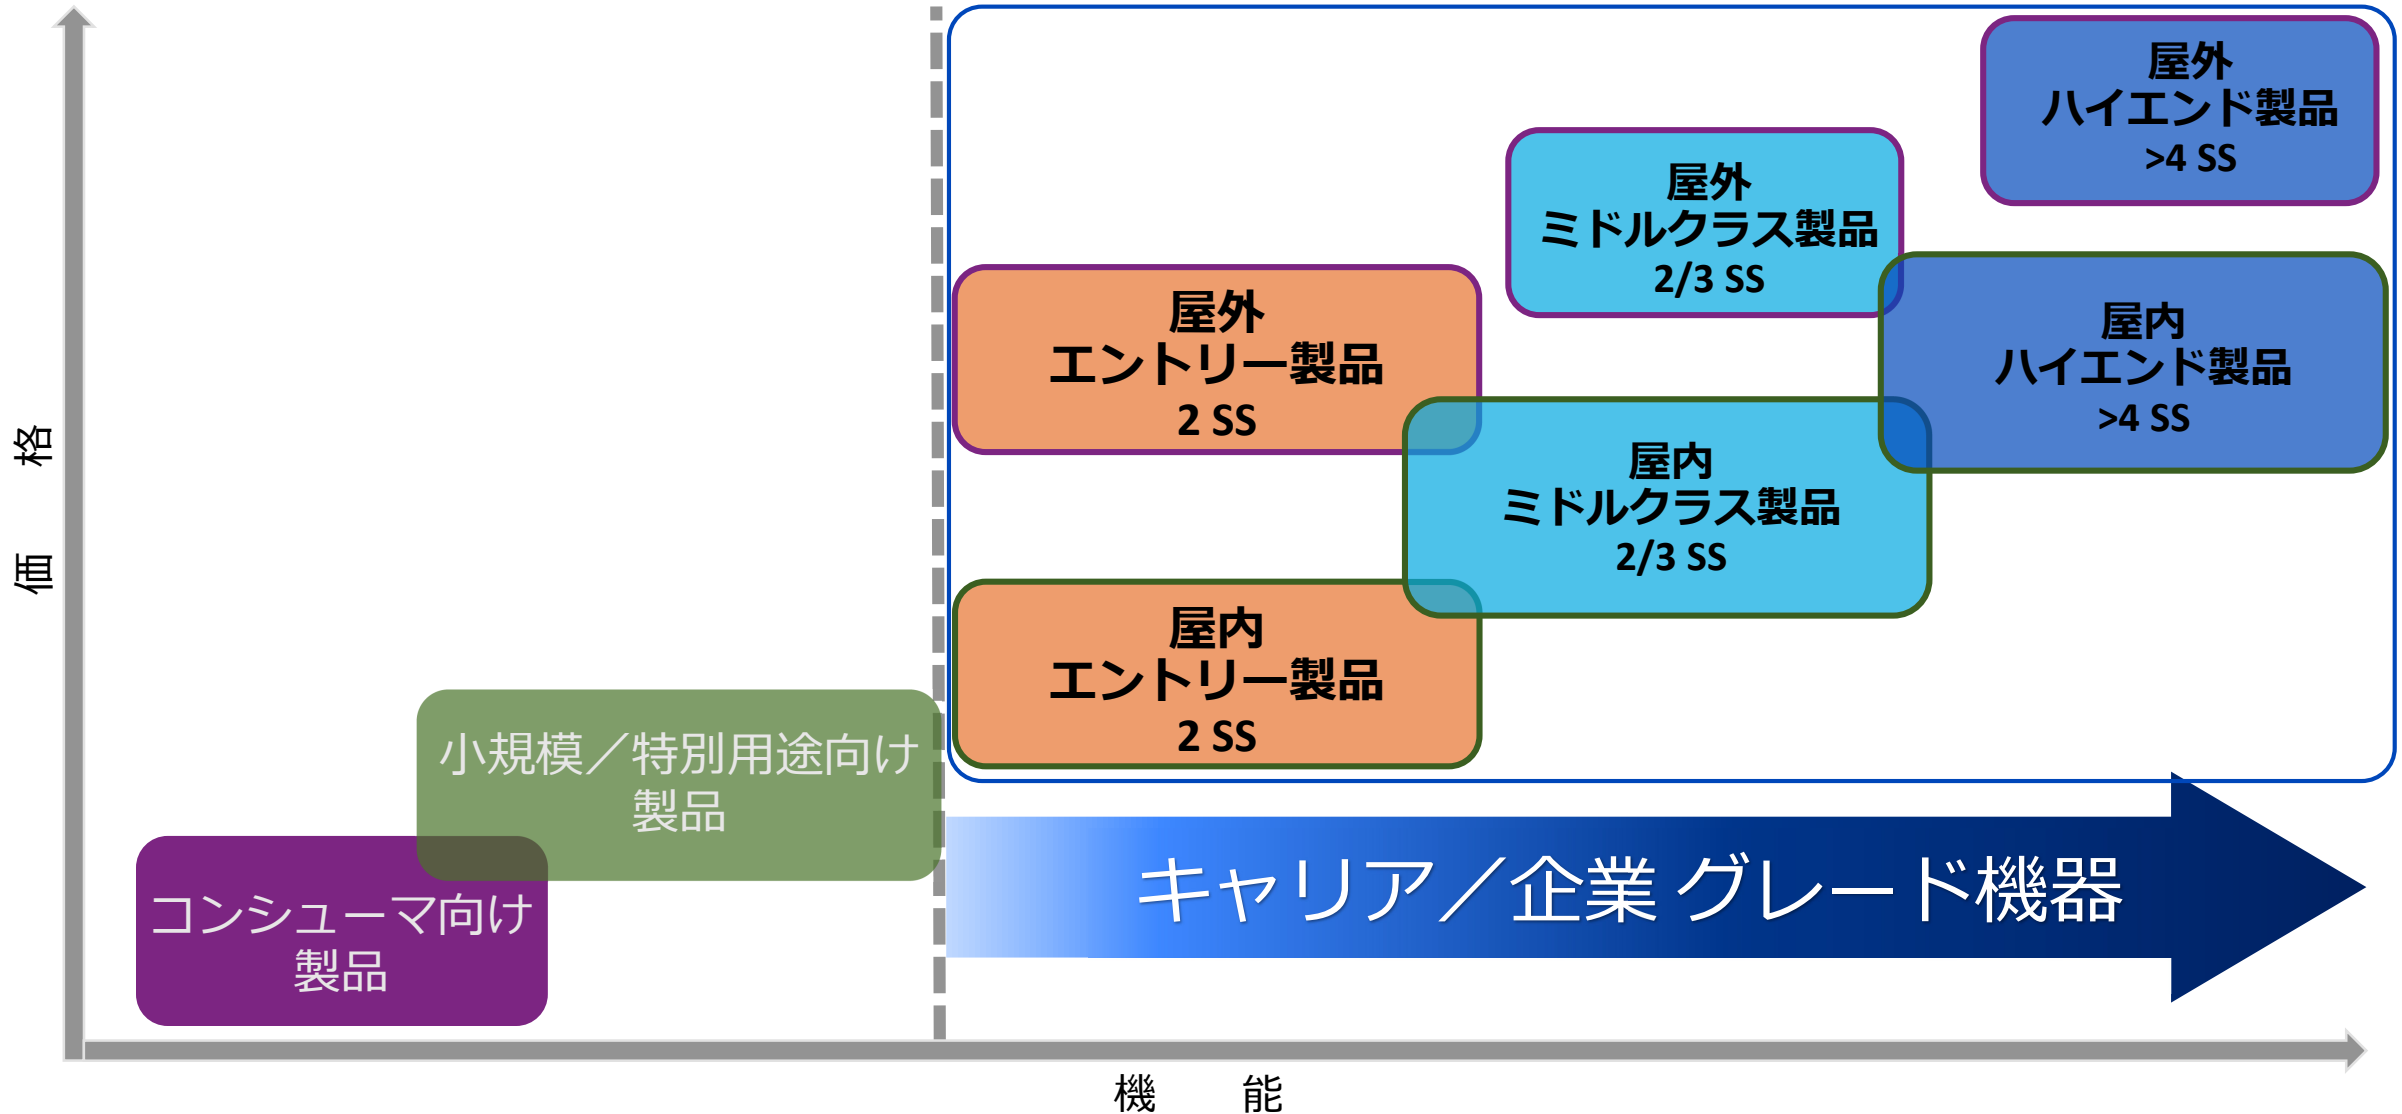 屋外
ハイエンド製品
>4 SS
屋外
ミドルクラス製品
2/3 SS
屋外
エントリー製品
2 SS
屋内
ハイエンド製品
>4 SS
屋内
ミドルクラス製品
2/3 SS
屋内
エントリー製品
2 SS
価　格
小規模／特別用途向け
製品
コンシューマ向け
製品
キャリア／企業 グレード機器
機　能